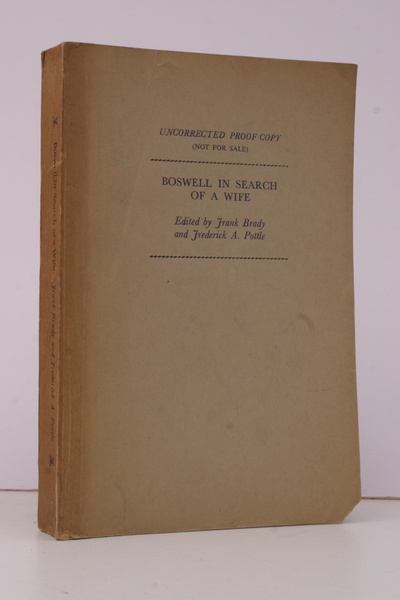 UNCORRECTED PROOF COPY
(NOT FOR SALE)
BOSWELL IN SEARCH
OF A WIFE
Edited by Frank Brady
and Frederick A. Pottle